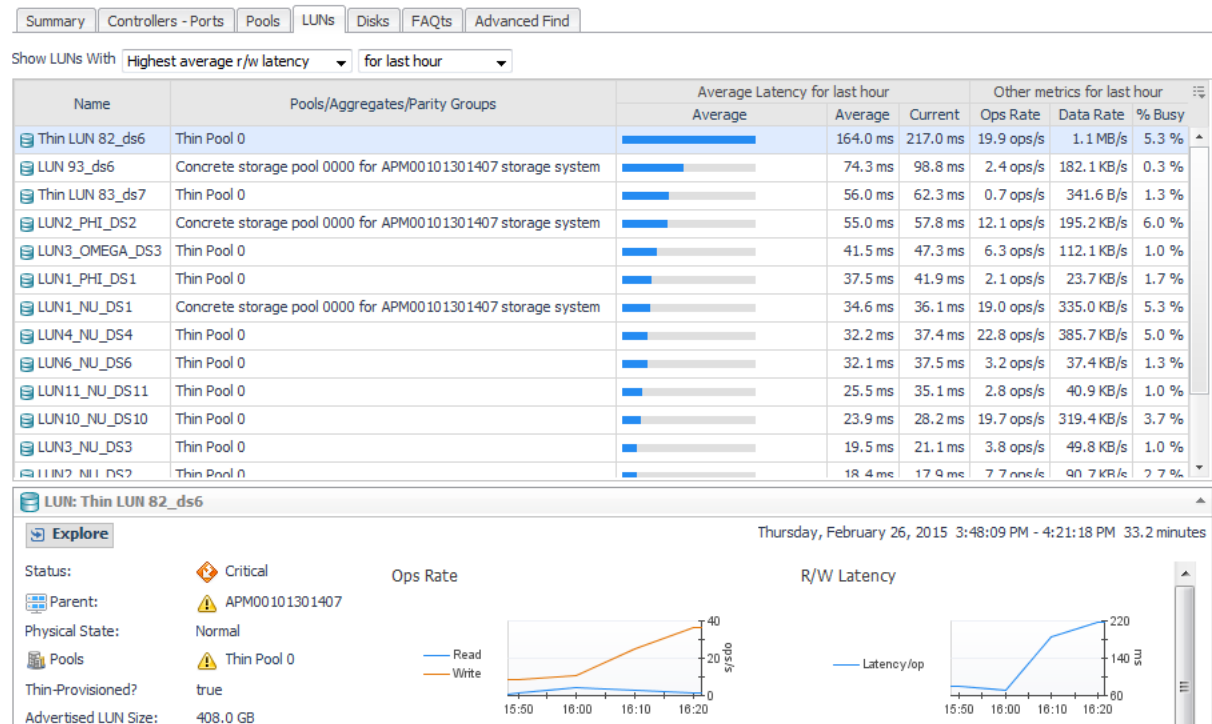 Summary Controllers - Ports Pools LUNs Disks FAQts Advanced Find
Show LUNs With Highest average r/w latency for last hour
Name Pools/Aggregates/Parity Groups Average Latency for last hour Other metrics for last hour
Average Average Current Ops Rate Data Rate % Busy
Thin LUN 82_ds6 Thin Pool 0 164.0 ms 217.0 ms 19.9 ops/s 1.1 MB/s 5.3 %
LUN 93_ds6 Concrete storage pool 0000 for APM00101301407 storage system 74.3 ms 98.8 ms 2.4 ops/s 182.1 KB/s 0.3 %
Thin LUN 83_ds7 Thin Pool 0 56.0 ms 62.3 ms 0.7 ops/s 341.6 B/s 1.3 %
LUN2_PHI_DS2 Concrete storage pool 0000 for APM00101301407 storage system 55.0 ms 57.8 ms 12.1 ops/s 195.2 KB/s 6.0 %
LUN3_OMEGA_DS3 Thin Pool 0 41.5 ms 47.3 ms 6.3 ops/s 112.1 KB/s 1.0 %
LUN1_PHI_DS1 Thin Pool 0 37.5 ms 41.9 ms 2.1 ops/s 23.7 KB/s 1.7 %
LUN1_NU_DS1 Concrete storage pool 0000 for APM00101301407 storage system 34.6 ms 36.1 ms 19.0 ops/s 335.0 KB/s 5.3 %
LUN4_NU_DS4 Thin Pool 0 32.2 ms 37.4 ms 22.8 ops/s 385.7 KB/s 5.0 %
LUN6_NU_DS6 Thin Pool 0 32.1 ms 37.5 ms 3.2 ops/s 37.4 KB/s 1.3 %
LUN11_NU_DS11 Thin Pool 0 25.5 ms 35.1 ms 2.8 ops/s 40.9 KB/s 1.0 %
LUN10_NU_DS10 Thin Pool 0 23.9 ms 28.2 ms 19.7 ops/s 319.4 KB/s 3.7 %
LUN3_NU_DS3 Thin Pool 0 19.5 ms 21.1 ms 3.8 ops/s 49.8 KB/s 1.0 %
LUN2_NU_DS2 Thin Pool 0 18.4 ms 17.9 ms 7.7 ops/s 90.7 KB/s 2.7 %
LUN: Thin LUN 82_ds6
Explore Thursday, February 26, 2015 3:48:09 PM - 4:21:18 PM 33.2 minutes
Status: Critical Ops Rate R/W Latency
Parent: APM00101301407
Physical State: Normal
Pools Thin Pool 0
Thin-Provisioned? true
Advertised LUN Size: 408.0 GB
Read
Write
40
20
0
ops/s
15:50 16:00 16:10 16:20
Latency/op
220
140
60
ms
15:50 16:00 16:10 16:20